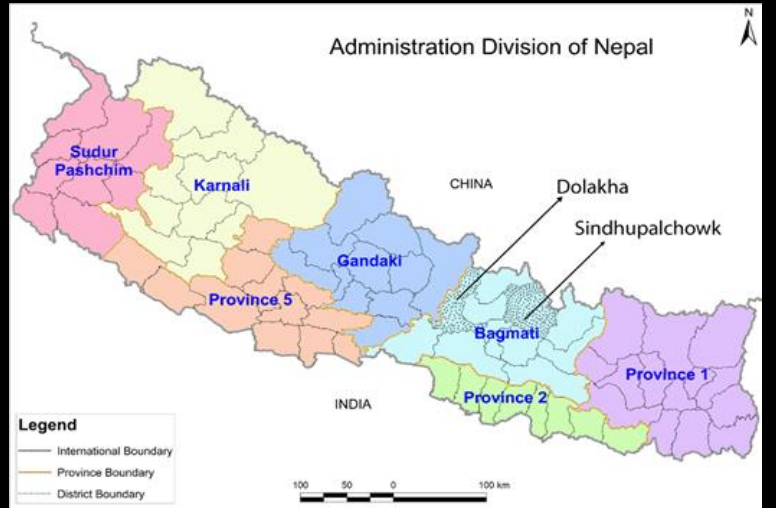 N
Administration Division of Nepal
Sudur
Pashchim
Karnali
CHINA
Dolakha
Sindhupalchowk
Gandaki
Province 5
Bagmati
Province 1
INDIA
Province 2
Legend
International Boundary
Province Boundary
District Boundary
100 50 0 100 km